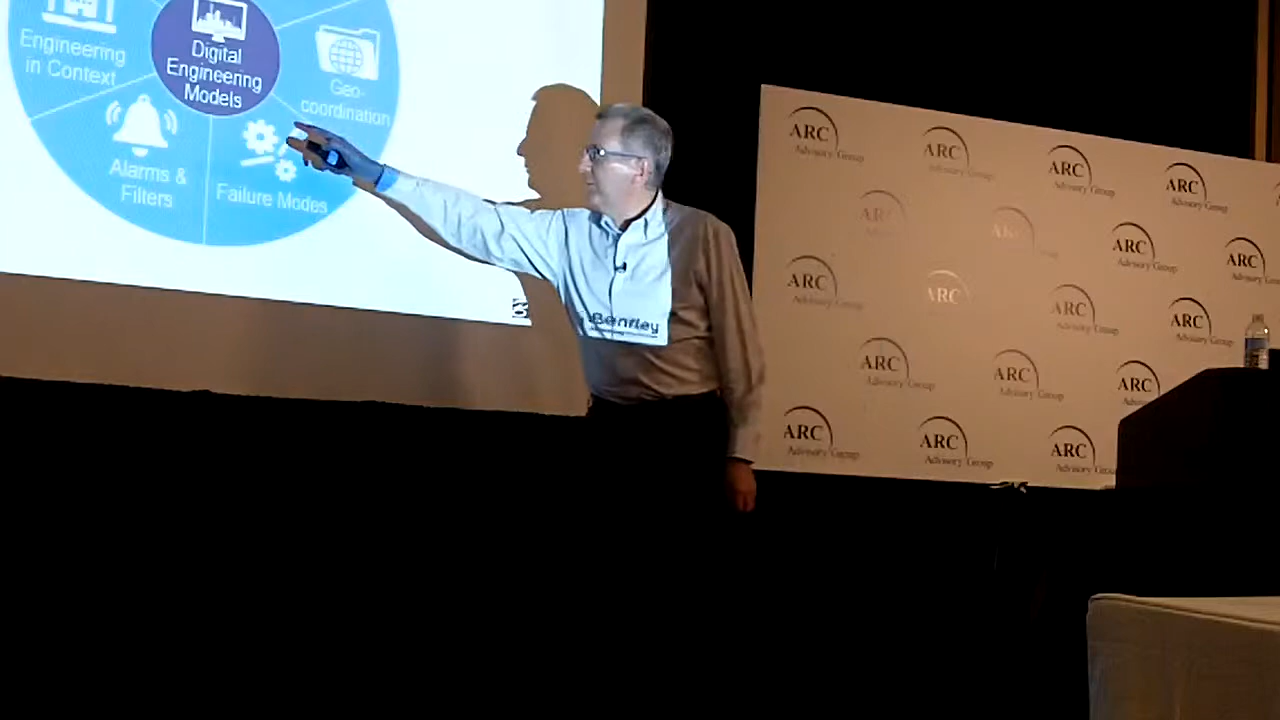 Engineering
in Context
Digital
Engineering
Models
Geo-
coordination
Alarms &
Filters
Failure Modes
Bentley
ARC
Advisory Group
ARC
Advisory Group
ARC
Advisory Group
ARC
Advisory Group
ARC
ARC
ARC
Advisory Group
ARC
Advisory Group
ARC
Advisory Group
ARC
ARC
Advisory Group
ARC
Advisory Group
ARC
Advisory Group
ARC
Advisory Group
ARC
ARC
Advisory Group
ARC
Advisory Group
ARC
Advisory Group